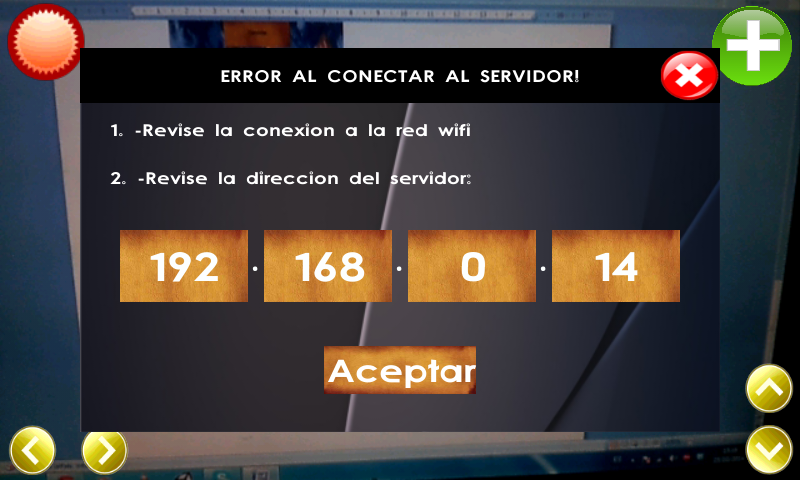 ERROR AL CONECTAR AL SERVIDOR!
1. -Revise la conexion a la red wifi
2. -Revise la direccion del servidor:
192 . 168 . 0 . 14
Aceptar